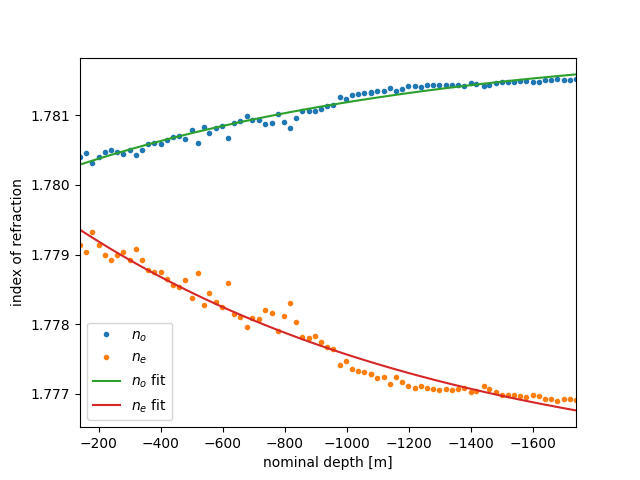 1.781
1.780
1.779
1.778
1.777
index of refraction
n_o
n_e
n_o fit
n_e fit
−200 −400 −600 −800 −1000 −1200 −1400 −1600
nominal depth [m]